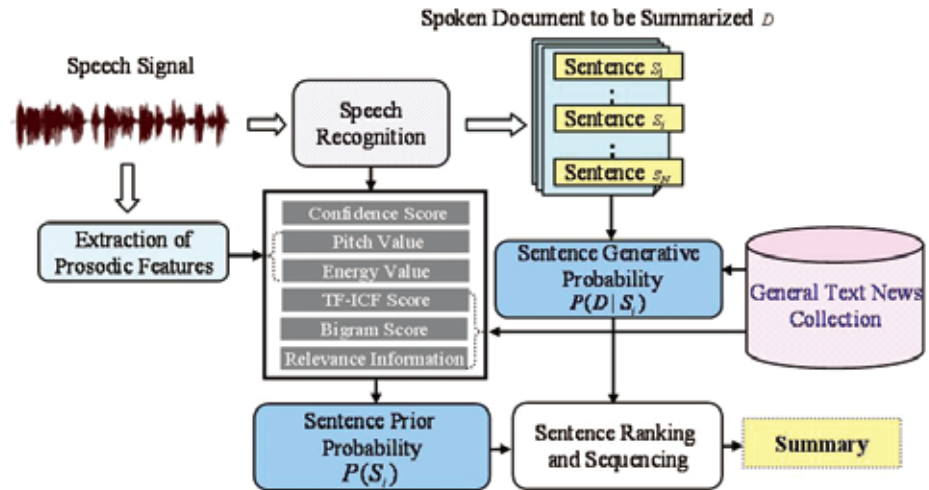 Spoken Document to be Summarized D
Speech Signal
Speech
Recognition
Sentence S1
Sentence Si
Sentence SN
Extraction of
Prosodic Features
Confidence Score
Pitch Value
Energy Value
TF-ICF Score
Bigram Score
Relevance Information
Sentence Generative
Probability
P(D | Si)
General Text News
Collection
Sentence Prior
Probability
P(Si)
Sentence Ranking
and Sequencing
Summary